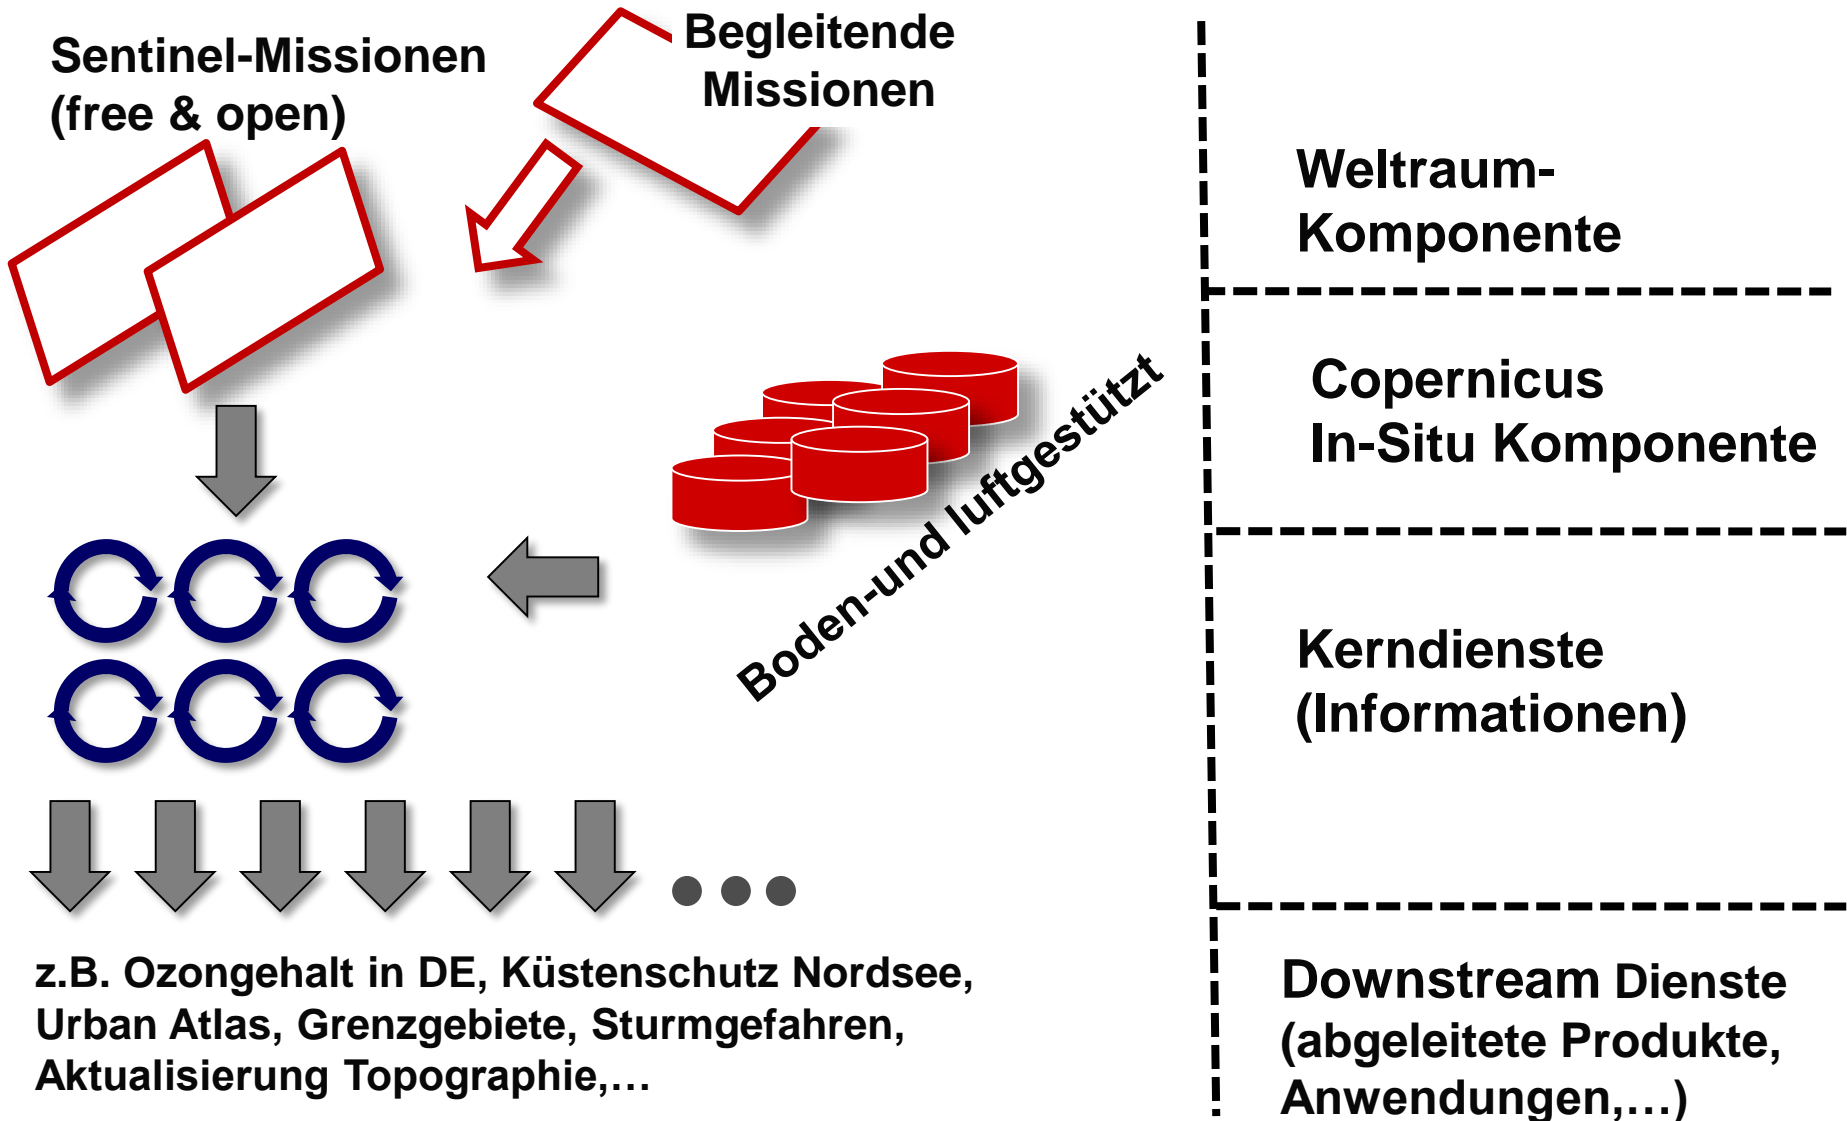 Sentinel-Missionen
(free & open)
Begleitende
Missionen
Weltraum-
Komponente
Copernicus
In-Situ Komponente
Boden-und luftgestützt
Kerndienste
(Informationen)
z.B. Ozongehalt in DE, Küstenschutz Nordsee,
Urban Atlas, Grenzgebiete, Sturmgefahren,
Aktualisierung Topographie,…
Downstream Dienste
(abgeleitete Produkte,
Anwendungen,…)